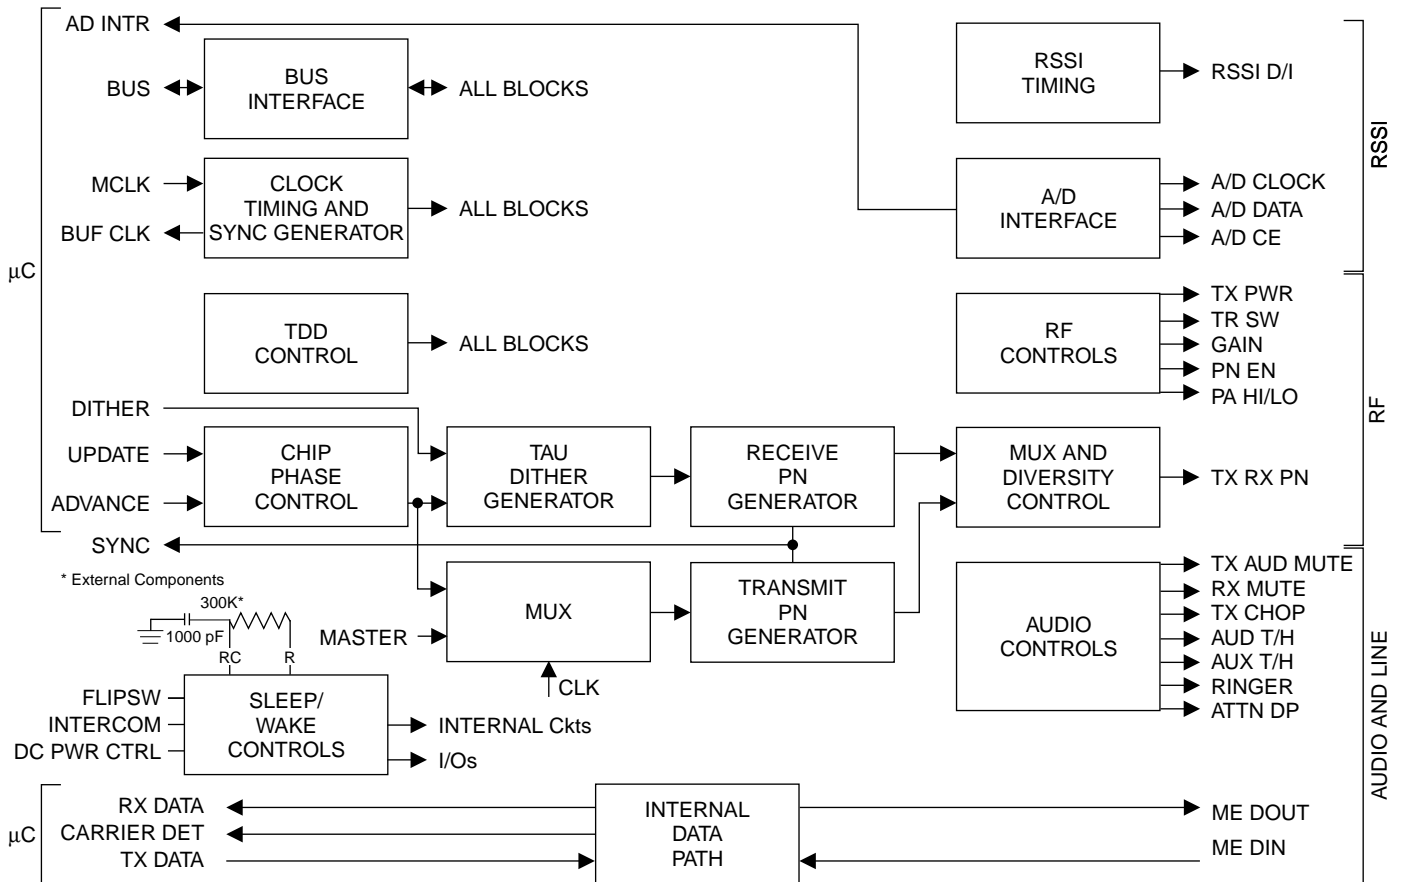 AD INTR
BUS
BUS
INTERFACE
ALL BLOCKS
RSSI
TIMING
RSSI D/I
RSSI
MCLK
BUF CLK
CLOCK
TIMING AND
SYNC GENERATOR
ALL BLOCKS
A/D
INTERFACE
A/D CLOCK
A/D DATA
A/D CE
μC
TDD
CONTROL
ALL BLOCKS
RF
CONTROLS
TX PWR
TR SW
GAIN
PN EN
PA HI/LO
RF
DITHER
UPDATE
ADVANCE
CHIP
PHASE
CONTROL
TAU
DITHER
GENERATOR
RECEIVE
PN
GENERATOR
MUX AND
DIVERSITY
CONTROL
TX RX PN
SYNC
* External Components
300K*
1000 pF
RC
R
MASTER
MUX
CLK
TRANSMIT
PN
GENERATOR
AUDIO
CONTROLS
TX AUD MUTE
RX MUTE
TX CHOP
AUD T/H
AUX T/H
RINGER
ATTN DP
AUDIO AND LINE
FLIPSW
INTERCOM
DC PWR CTRL
SLEEP/
WAKE
CONTROLS
INTERNAL Ckts
I/Os
μC
RX DATA
CARRIER DET
TX DATA
INTERNAL
DATA
PATH
ME DOUT
ME DIN